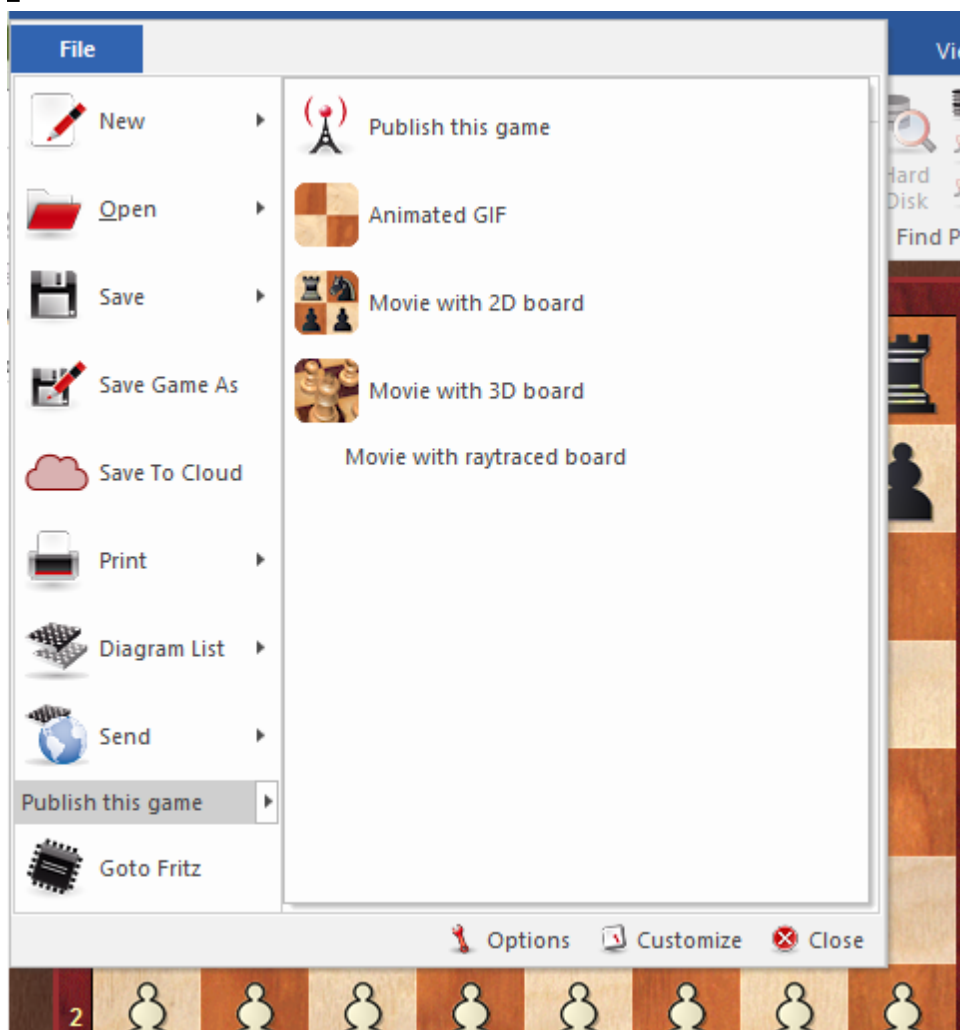 File
New
Open
Save
Save Game As
Save To Cloud
Print
Diagram List
Send
Publish this game
Goto Fritz
Publish this game
Animated GIF
Movie with 2D board
Movie with 3D board
Movie with raytraced board
Options Customize Close
Hard
Disk
Find
2